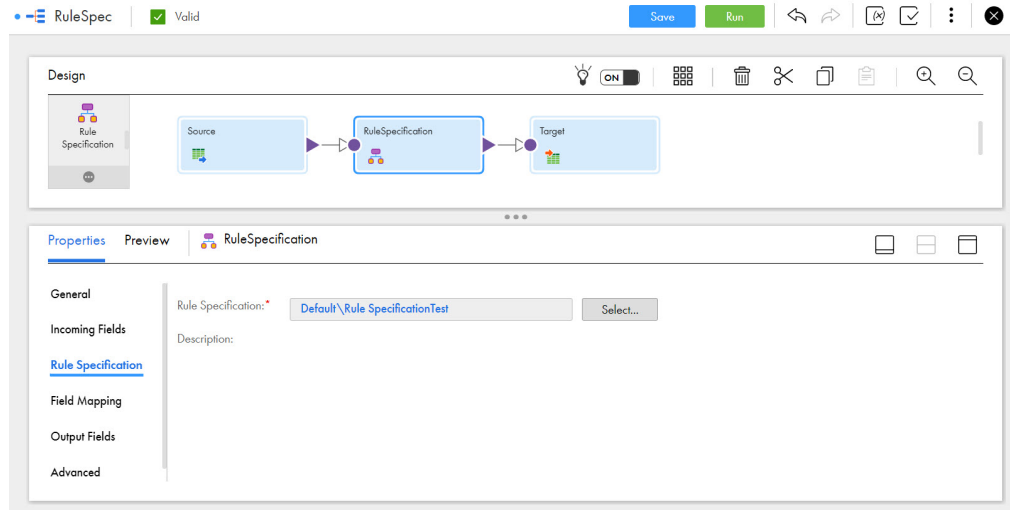 RuleSpec
Valid
Save
Run
(x)
Design
ON
Rule
Specification
Source
RuleSpecification
Target
Properties
Preview
RuleSpecification
General
Incoming Fields
Rule Specification
Field Mapping
Output Fields
Advanced
Rule Specification:*
Default\Rule SpecificationTest
Select...
Description: